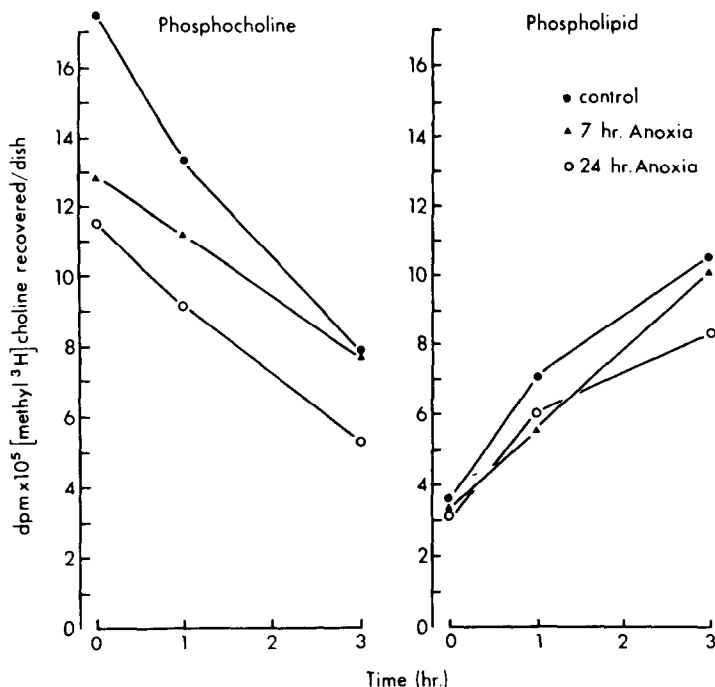 Phosphocholine
Phospholipid
● control
▲ 7 hr. Anoxia
○ 24 hr. Anoxia
dpm x10⁵ [methyl ³H] choline recovered/dish
16
14
12
10
8
6
4
2
0
0 1 2 3
16
14
12
10
8
6
4
2
0
0 1 2 3
Time (hr.)